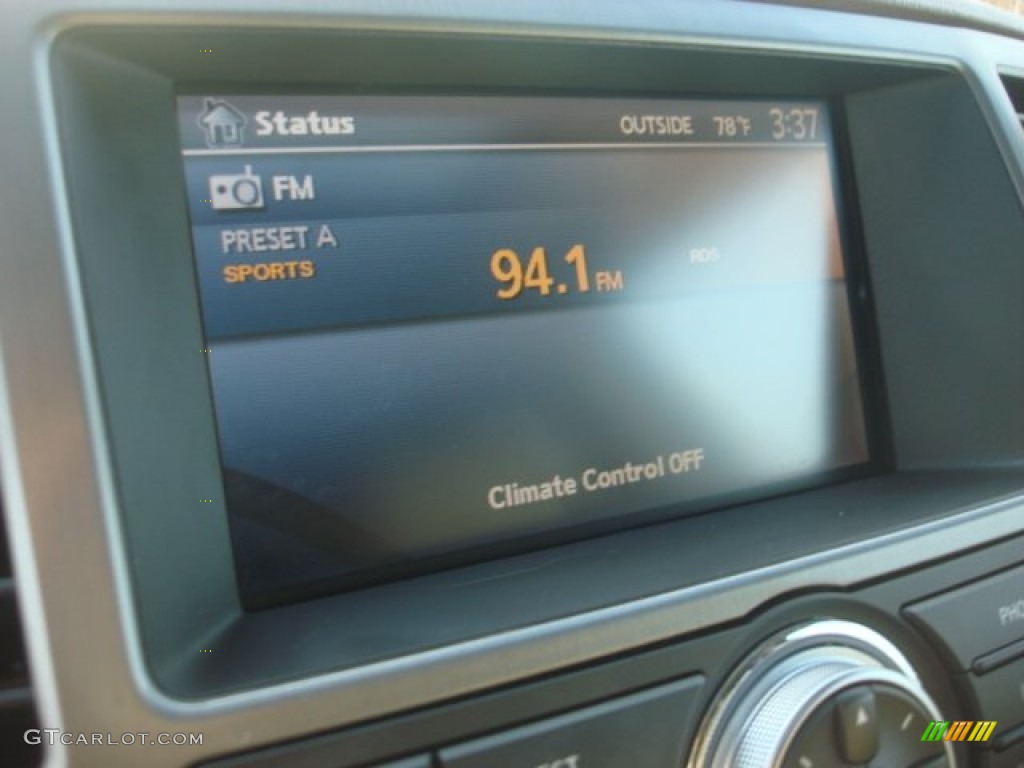 Status OUTSIDE 78°F 3:37
FM
PRESET A
SPORTS 94.1 FM RDS
Climate Control OFF
GTCARLOT.COM